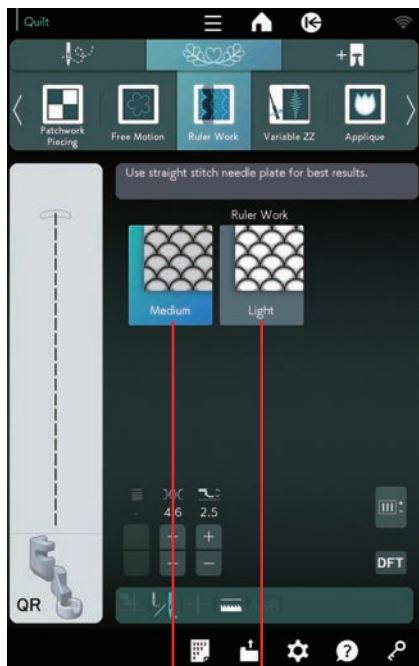 Quilt
Patchwork
Piecing
Free Motion
Ruler Work
Variable ZZ
Applique
Use straight stitch needle plate for best results.
Ruler Work
Medium
Light
-
4.6
2.5
+
+
-
-
DFT
QR
?